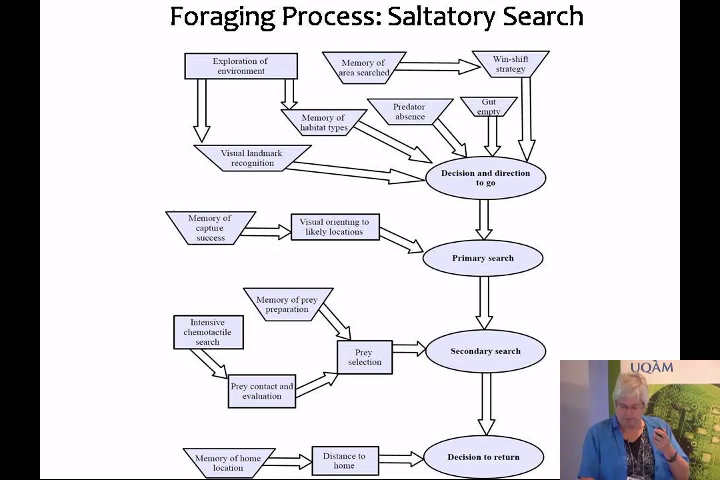 Foraging Process: Saltatory Search
Exploration of
environment
Memory of
area searched
Win-shift
strategy
Memory of
habitat types
Predator
absence
Gut
empty
Visual landmark
recognition
Decision and direction
to go
Memory of
capture
success
Visual orienting to
likely locations
Primary search
Memory of prey
preparation
Intensive
chemotactile
search
Prey
selection
Secondary search
Prey contact and
evaluation
Memory of home
location
Distance to
home
Decision to return
UQÀM